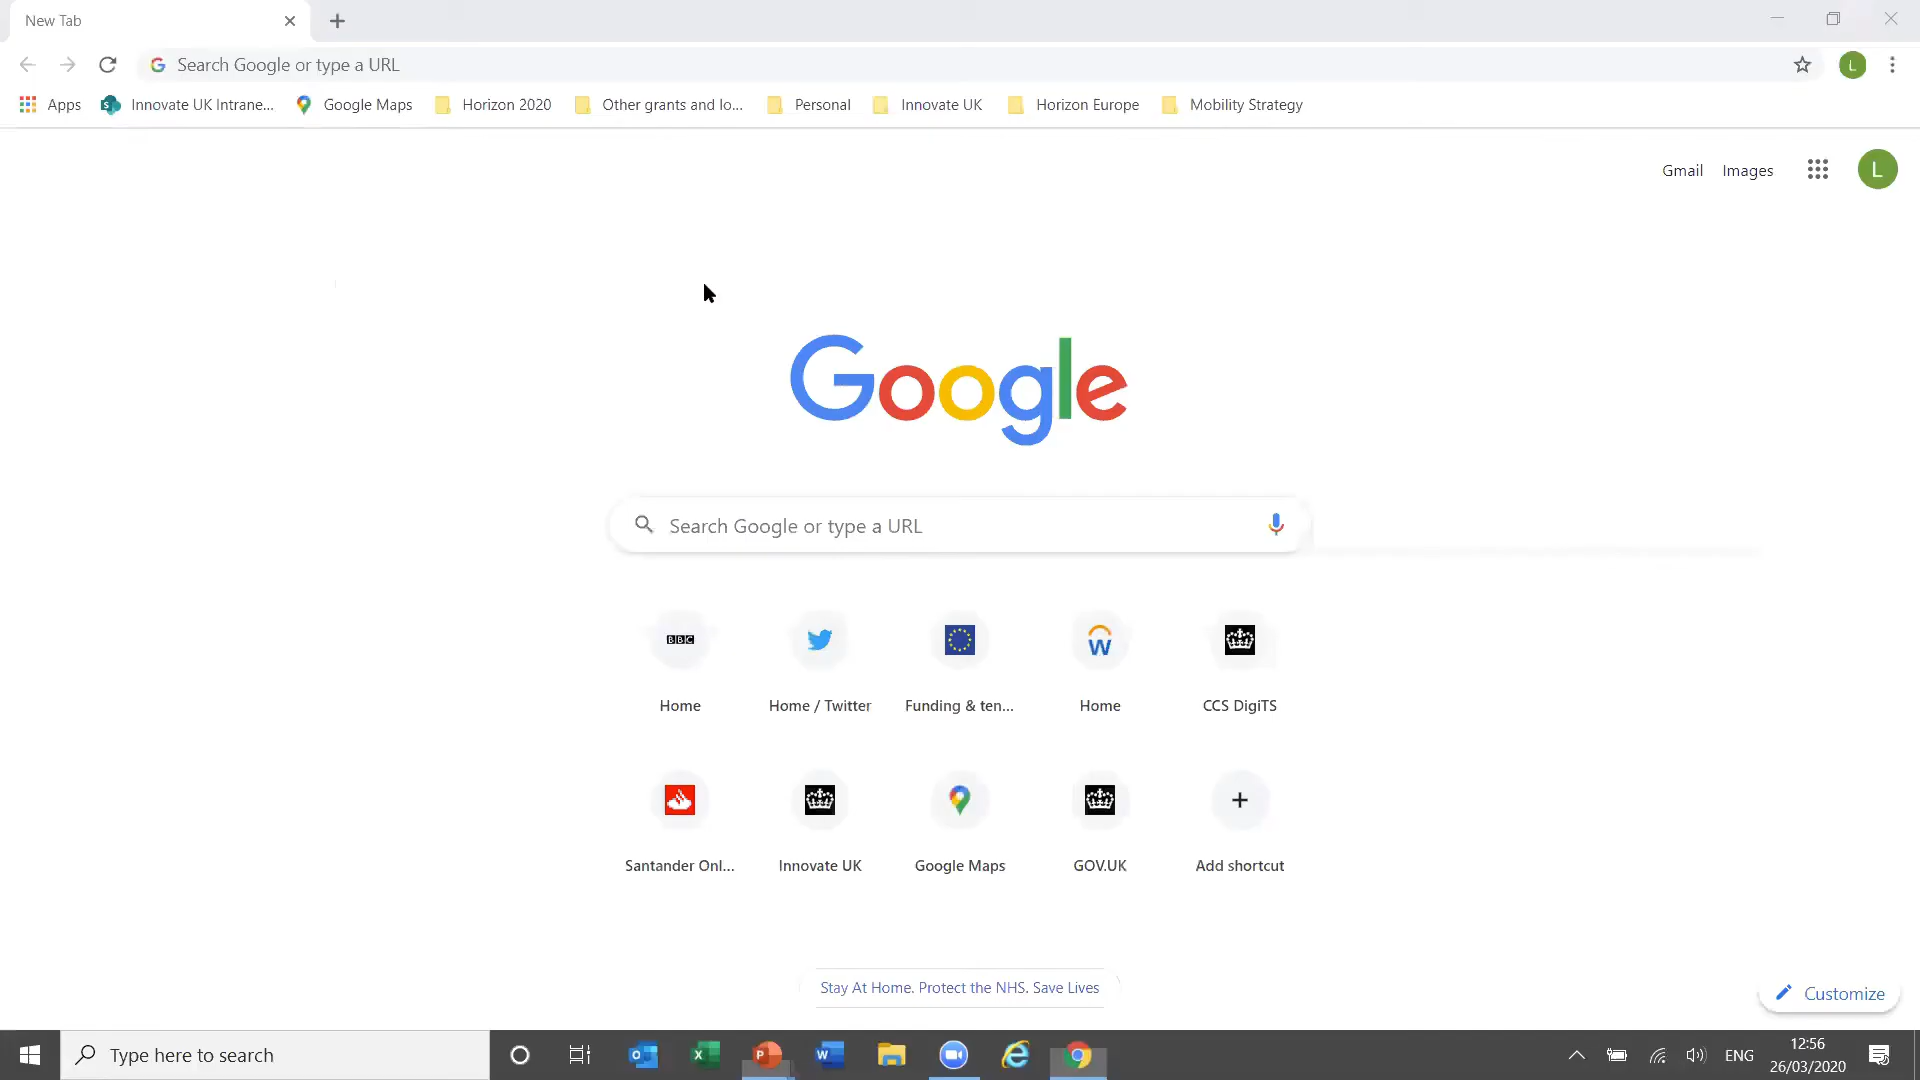 New Tab
Search Google or type a URL
L
Apps
Innovate UK Intrane...
Google Maps
Horizon 2020
Other grants and lo...
Personal
Innovate UK
Horizon Europe
Mobility Strategy
Gmail
Images
L
Google
Search Google or type a URL
BBC
W
Home
Home / Twitter
Funding & ten...
Home
CCS DigiTS
Santander Onl...
Innovate UK
Google Maps
GOV.UK
Add shortcut
Stay At Home. Protect the NHS. Save Lives
Customize
Type here to search
ENG
12:56
26/03/2020